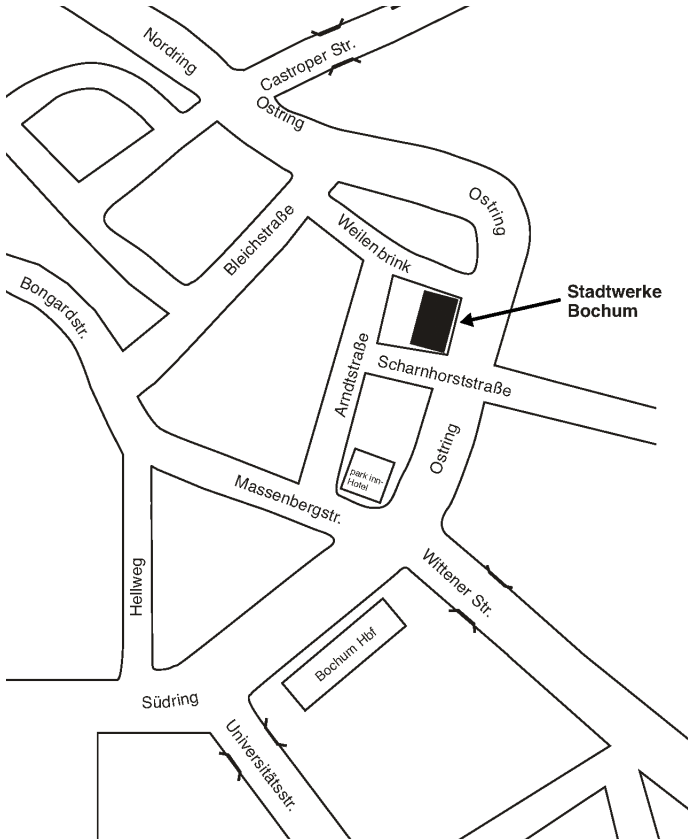 Nordring
Castroper Str.
Ostring
Ostring
Bleichstraße
Weilenbrink
Bongardstr.
Stadtwerke
Bochum
Arndtstraße
Scharnhorststraße
Ostring
park inn-
Hotel
Massenbergstr.
Wittener Str.
Hellweg
Bochum Hbf
Südring
Universitätsstr.